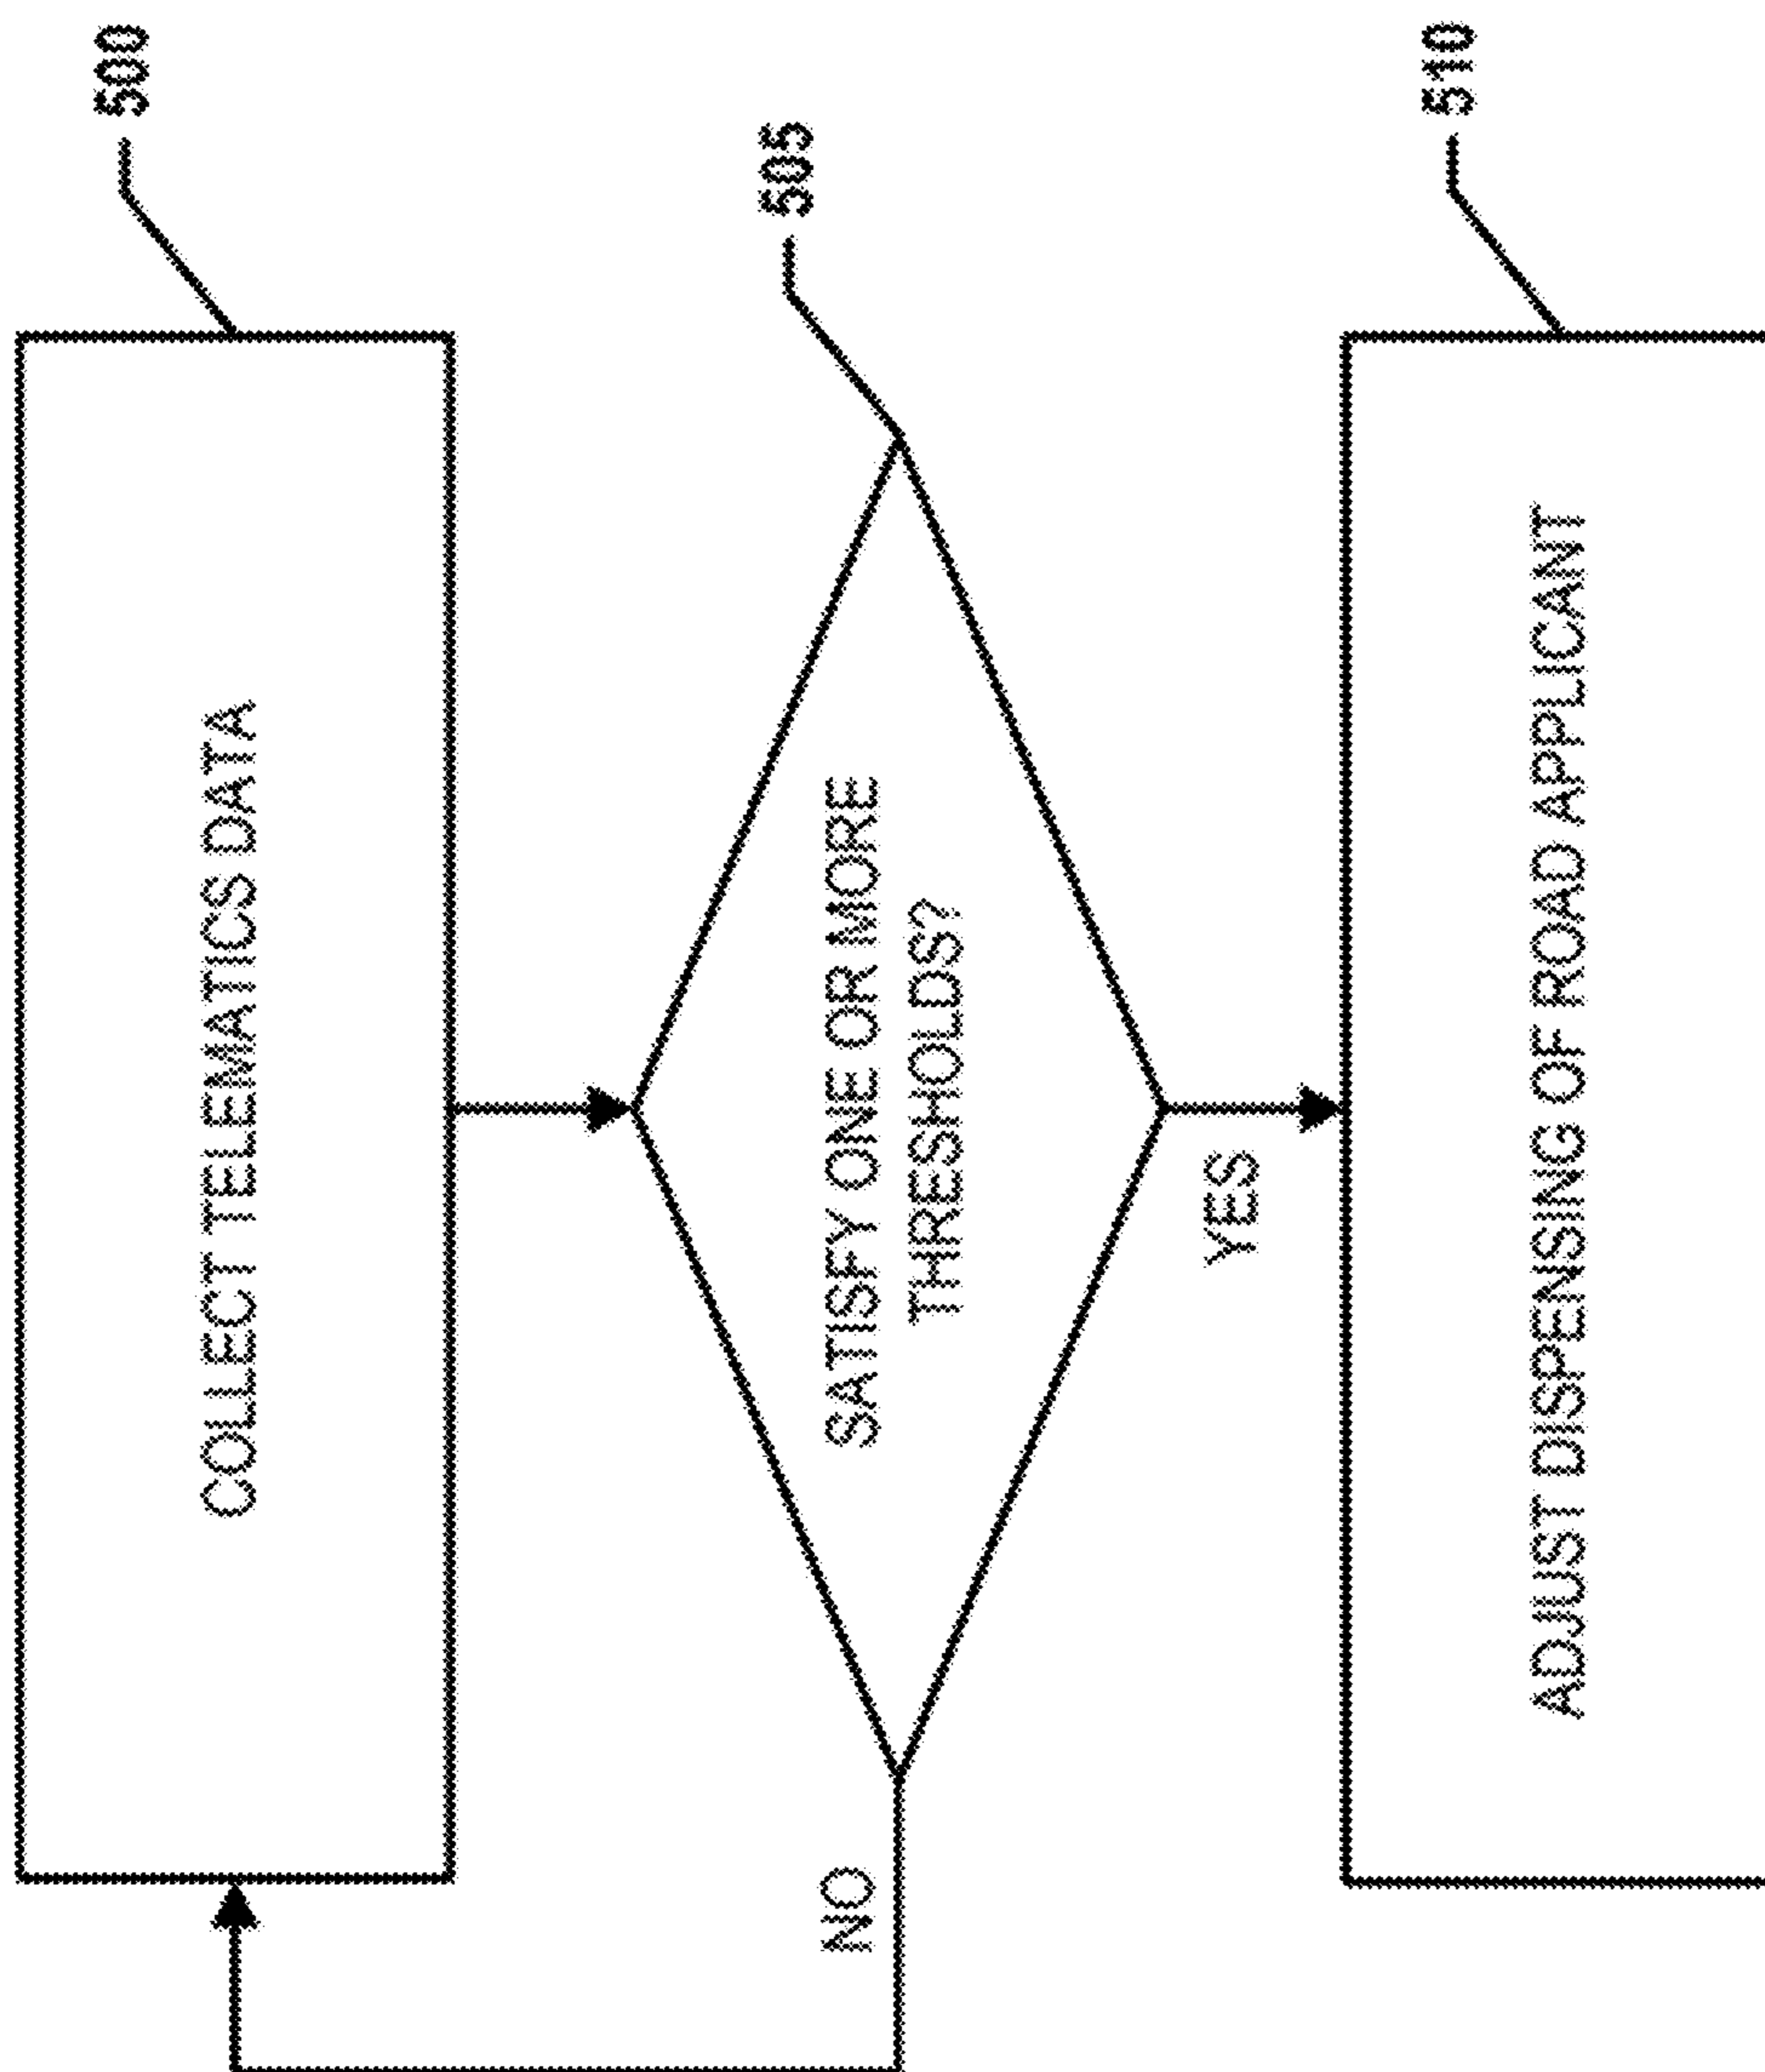 500
COLLECT TELEMATICS DATA
505
SATISFY ONE OR MORE
THRESHOLDS?
NO
YES
510
ADJUST DISPENSING OF ROAD APPLICANT